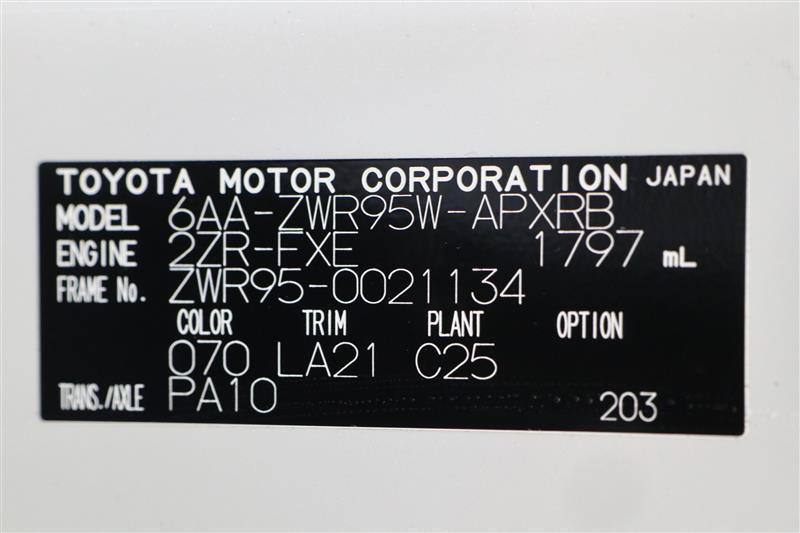 TOYOTA MOTOR CORPORATION JAPAN
MODEL 6AA-ZWR95W-APXRB
ENGINE 2ZR-FXE 1797 mL
FRAME No. ZWR95-0021134
COLOR TRIM PLANT OPTION
070 LA21 C25
TRANS./AXLE PA10 203